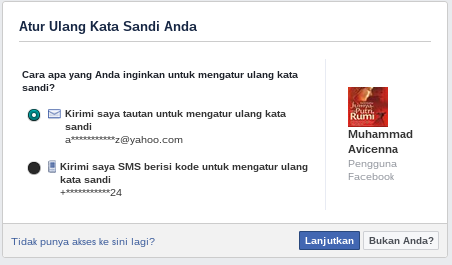 Atur Ulang Kata Sandi Anda
Cara apa yang Anda inginkan untuk mengatur ulang kata
sandi?
Kirimi saya tautan untuk mengatur ulang kata
sandi
a***********z@yahoo.com
Kirimi saya SMS berisi kode untuk mengatur ulang
kata sandi
+***********24
Putri
Rumi
Muhammad
Avicenna
Pengguna
Facebook
Tidak punya akses ke sini lagi?
Lanjutkan
Bukan Anda?